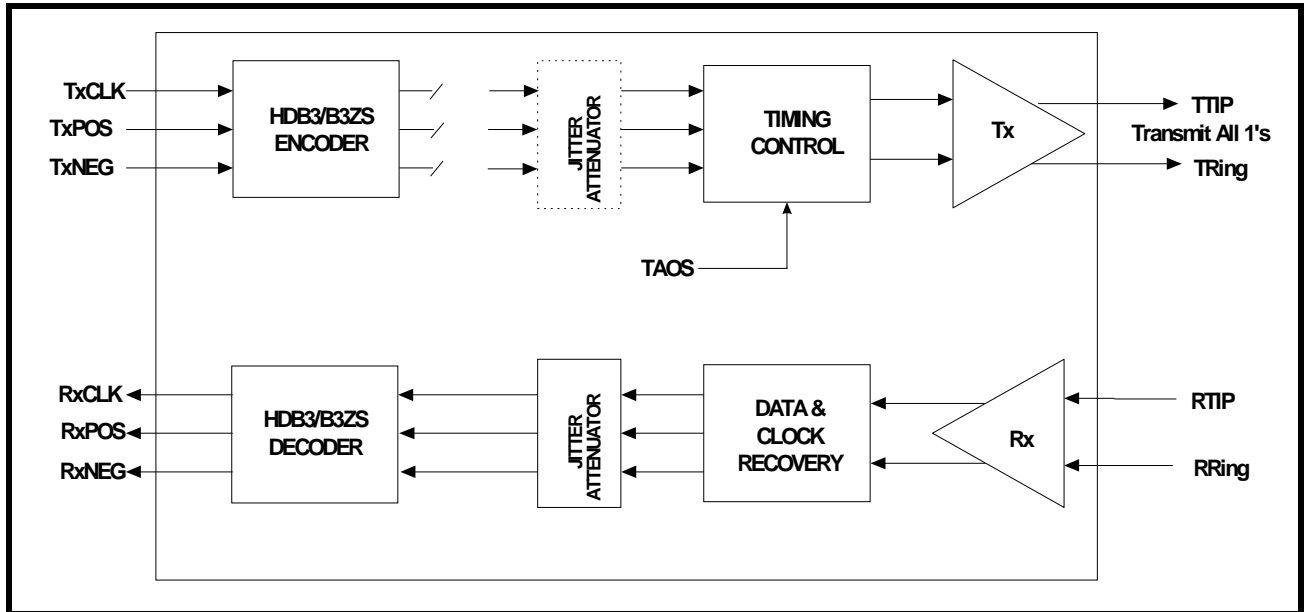 TxCLK
TxPOS
TxNEG
HDB3/B3ZS
ENCODER
JITTER
ATTENUATOR
TIMING
CONTROL
Tx
TTIP
Transmit All 1's
TRing
TAOS
RxCLK
RxPOS
RxNEG
HDB3/B3ZS
DECODER
JITTER
ATTENUATOR
DATA &
CLOCK
RECOVERY
Rx
RTIP
RRing